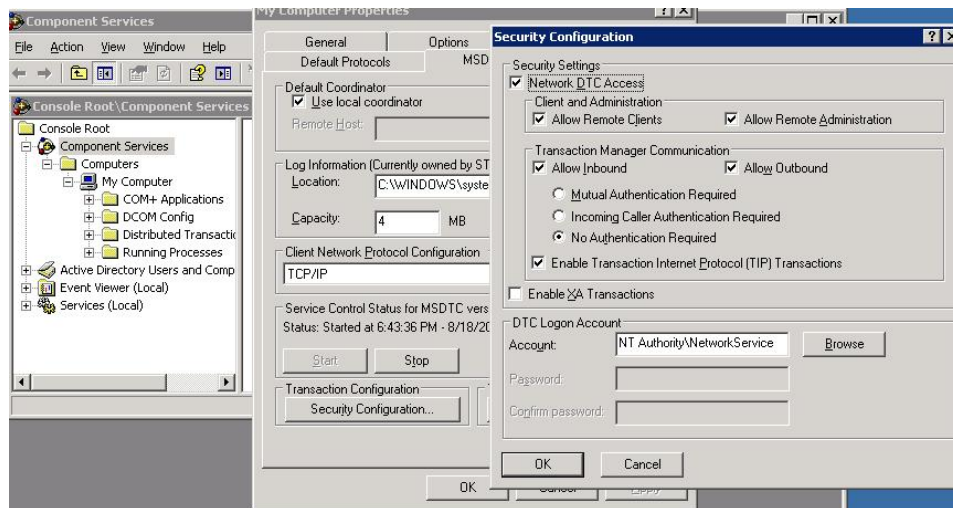 Component Services
File Action View Window Help
Console Root\Component Services
Console Root
Component Services
Computers
My Computer
COM+ Applications
DCOM Config
Distributed Transactic
Running Processes
Active Directory Users and Comp
Event Viewer (Local)
Services (Local)
My Computer Properties
General Options
Default Protocols MSD
Default Coordinator
Use local coordinator
Remote Host:
Log Information (Currently owned by ST
Location: C:\WINDOWS\syste
Capacity: 4 MB
Client Network Protocol Configuration
TCP/IP
Service Control Status for MSDTC vers
Status: Started at 6:43:36 PM - 8/18/20
Start Stop
Transaction Configuration
Security Configuration...
OK Cancel Apply
Security Configuration
Security Settings
Network DTC Access
Client and Administration
Allow Remote Clients Allow Remote Administration
Transaction Manager Communication
Allow Inbound Allow Outbound
Mutual Authentication Required
Incoming Caller Authentication Required
No Authentication Required
Enable Transaction Internet Protocol (TIP) Transactions
Enable XA Transactions
DTC Logon Account
Account: NT Authority\NetworkService Browse
Password:
Confirm password:
OK Cancel